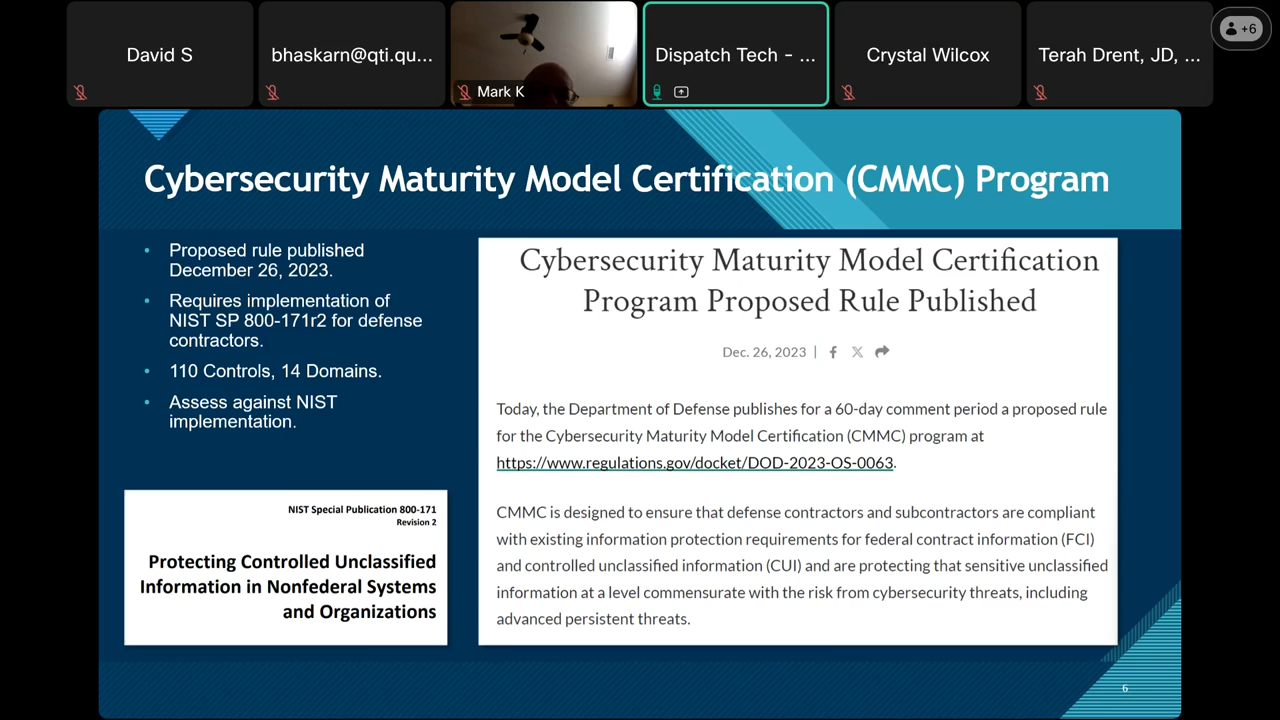 David S
bhaskarn@qti.qu...
Mark K
Dispatch Tech - ...
Crystal Wilcox
Terah Drent, JD, ...
+6
Cybersecurity Maturity Model Certification (CMMC) Program
• Proposed rule published
December 26, 2023.
• Requires implementation of
NIST SP 800-171r2 for defense
contractors.
• 110 Controls, 14 Domains.
• Assess against NIST
implementation.
NIST Special Publication 800-171
Revision 2
Protecting Controlled Unclassified
Information in Nonfederal Systems
and Organizations
Cybersecurity Maturity Model Certification
Program Proposed Rule Published
Dec. 26, 2023 |
Today, the Department of Defense publishes for a 60-day comment period a proposed rule
for the Cybersecurity Maturity Model Certification (CMMC) program at
https://www.regulations.gov/docket/DOD-2023-OS-0063.
CMMC is designed to ensure that defense contractors and subcontractors are compliant
with existing information protection requirements for federal contract information (FCI)
and controlled unclassified information (CUI) and are protecting that sensitive unclassified
information at a level commensurate with the risk from cybersecurity threats, including
advanced persistent threats.
6